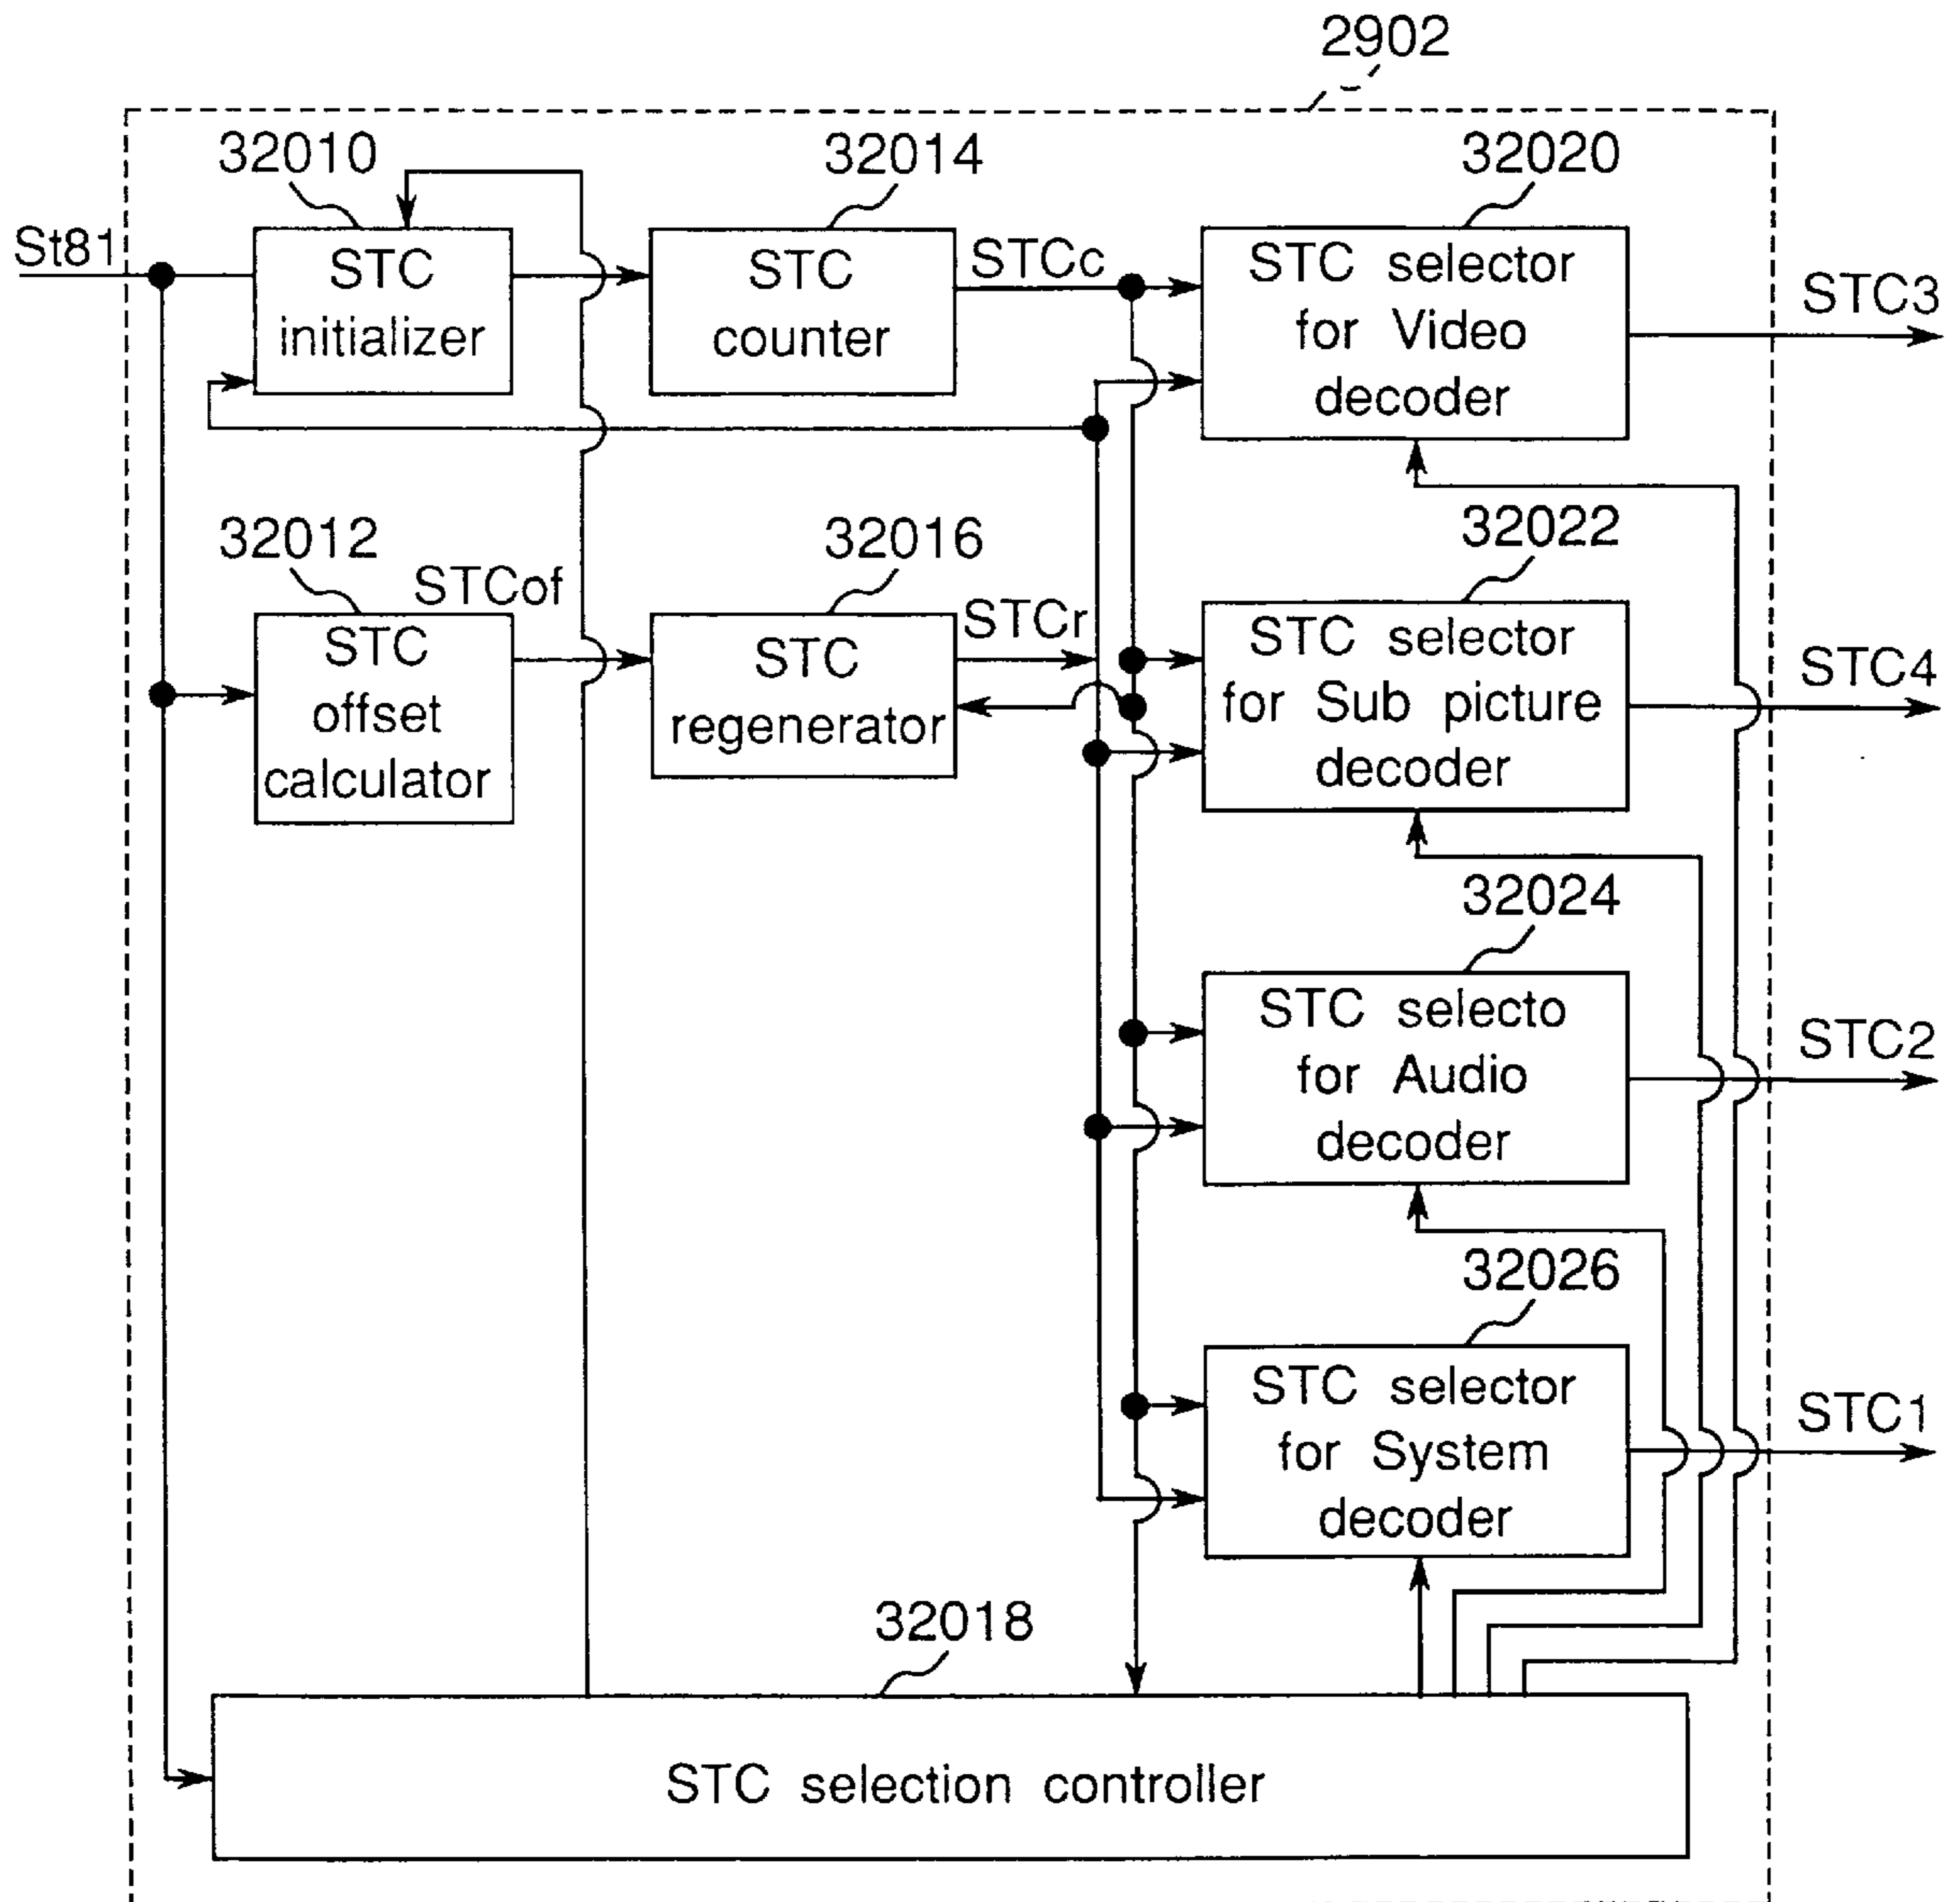 2902
32010
32014
32020
St81
STC
initializer
STC
counter
STCc
STC selector
for Video
decoder
STC3
32012
STCof
32016
32022
STC
offset
calculator
STC
regenerator
STCr
STC selector
for Sub picture
decoder
STC4
32024
STC selecto
for Audio
decoder
STC2
32026
STC selector
for System
decoder
STC1
32018
STC selection controller